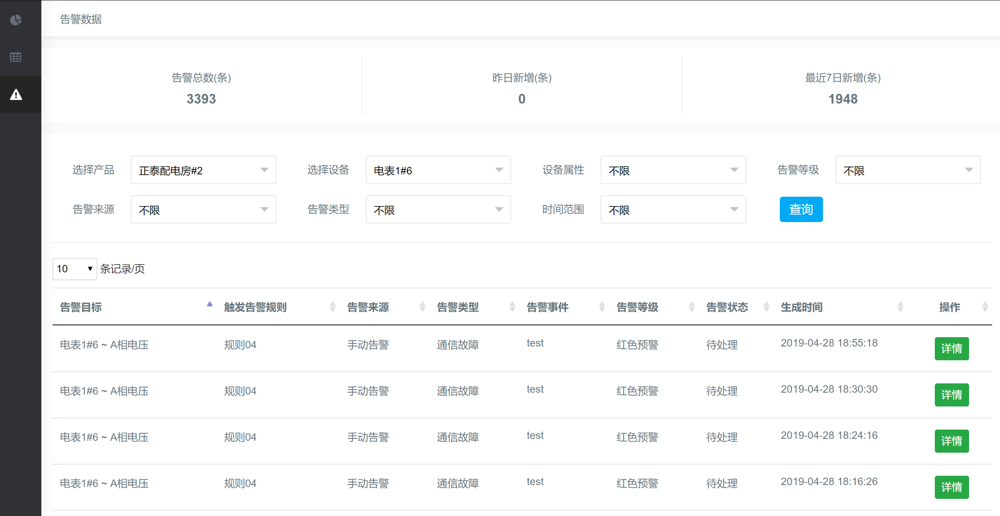 告警数据
告警总数(条) 昨日新增(条) 最近7日新增(条)
3393 0 1948
选择产品 正泰配电房#2 选择设备 电表1#6 设备属性 不限 告警等级 不限
告警来源 不限 告警类型 不限 时间范围 不限 查询
10 条记录/页
告警目标 触发告警规则 告警来源 告警类型 告警事件 告警等级 告警状态 生成时间 操作
电表1#6 ~ A相电压 规则04 手动告警 通信故障 test 红色预警 待处理 2019-04-28 18:55:18 详情
电表1#6 ~ A相电压 规则04 手动告警 通信故障 test 红色预警 待处理 2019-04-28 18:30:30 详情
电表1#6 ~ A相电压 规则04 手动告警 通信故障 test 红色预警 待处理 2019-04-28 18:24:16 详情
电表1#6 ~ A相电压 规则04 手动告警 通信故障 test 红色预警 待处理 2019-04-28 18:16:26 详情